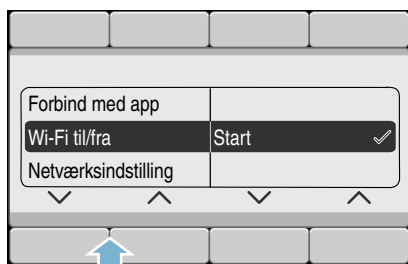 Forbind med app
Wi-Fi til/fra Start
Netværksindstilling